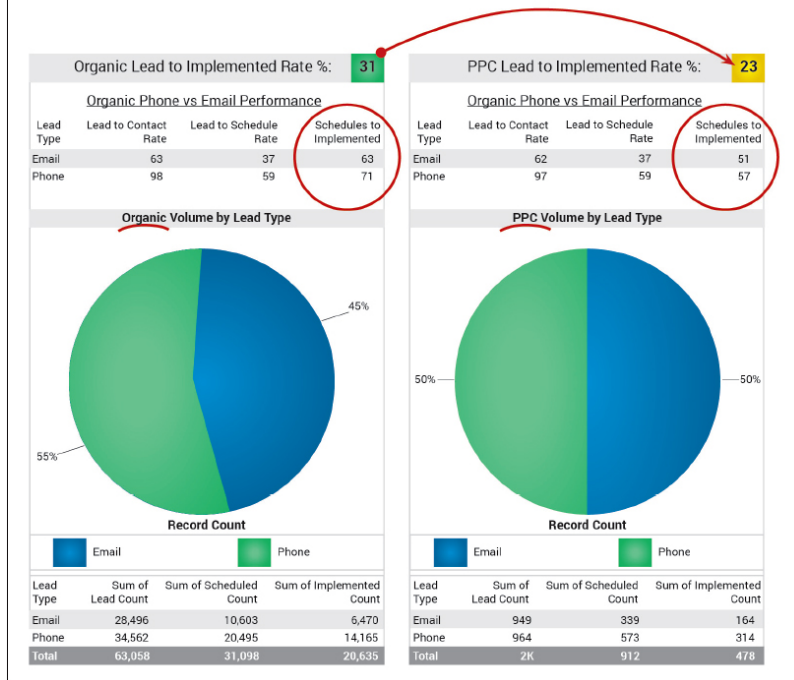 Organic Lead to Implemented Rate %: 31
Organic Phone vs Email Performance
Lead Type Lead to Contact Rate Lead to Schedule Rate Schedules to Implemented
Email 63 37 63
Phone 98 59 71
Organic Volume by Lead Type
45%
55%
Record Count
Email Phone
Lead Type Sum of Lead Count Sum of Scheduled Count Sum of Implemented Count
Email 28,496 10,603 6,470
Phone 34,562 20,495 14,165
Total 63,058 31,098 20,635
PPC Lead to Implemented Rate %: 23
Organic Phone vs Email Performance
Lead Type Lead to Contact Rate Lead to Schedule Rate Schedules to Implemented
Email 62 37 51
Phone 97 59 57
PPC Volume by Lead Type
50% 50%
Record Count
Email Phone
Lead Type Sum of Lead Count Sum of Scheduled Count Sum of Implemented Count
Email 949 339 164
Phone 964 573 314
Total 2K 912 478